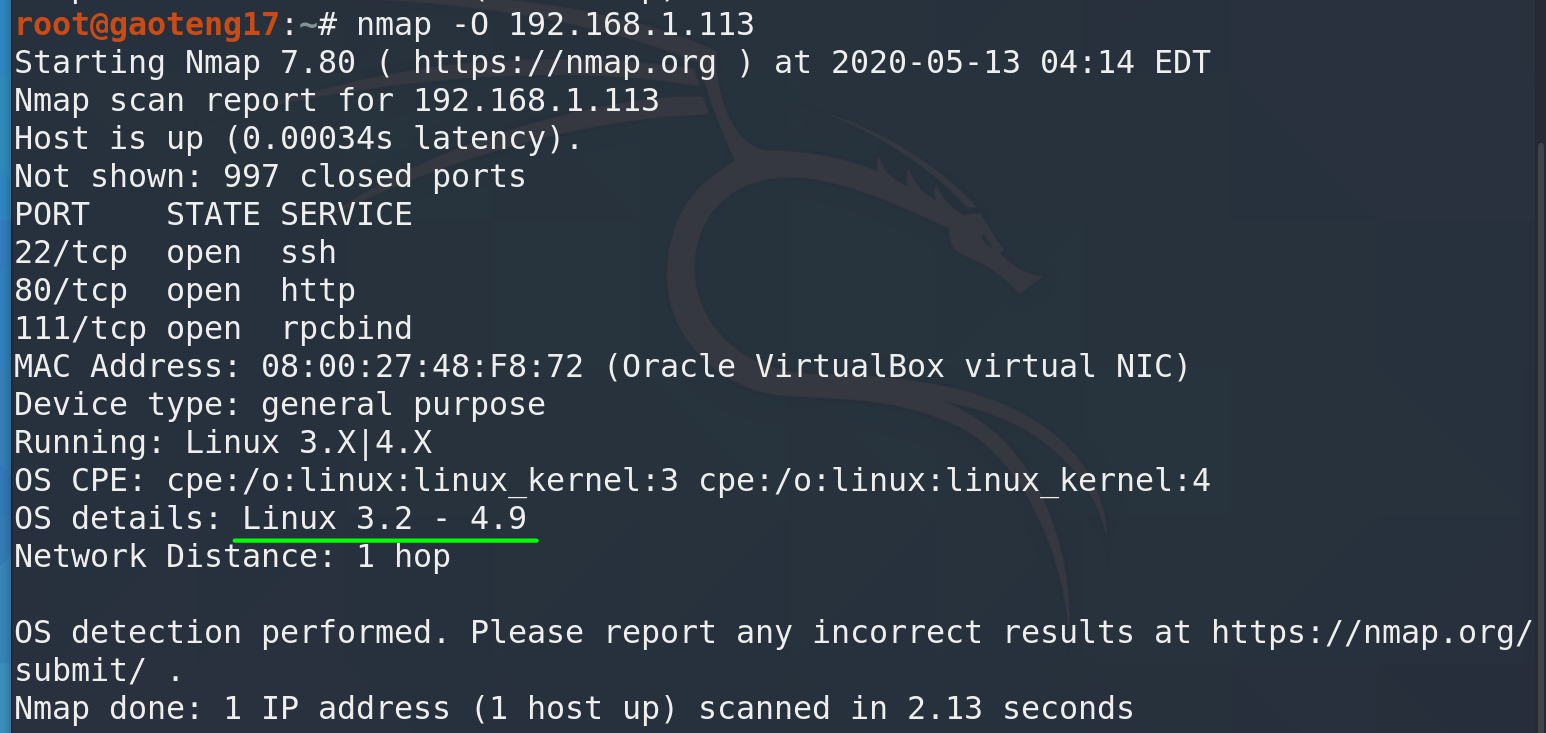 root@gaoteng17:~# nmap -O 192.168.1.113
Starting Nmap 7.80 ( https://nmap.org ) at 2020-05-13 04:14 EDT
Nmap scan report for 192.168.1.113
Host is up (0.00034s latency).
Not shown: 997 closed ports
PORT    STATE SERVICE
22/tcp  open  ssh
80/tcp  open  http
111/tcp open  rpcbind
MAC Address: 08:00:27:48:F8:72 (Oracle VirtualBox virtual NIC)
Device type: general purpose
Running: Linux 3.X|4.X
OS CPE: cpe:/o:linux:linux_kernel:3 cpe:/o:linux:linux_kernel:4
OS details: Linux 3.2 - 4.9
Network Distance: 1 hop

OS detection performed. Please report any incorrect results at https://nmap.org/
submit/ .
Nmap done: 1 IP address (1 host up) scanned in 2.13 seconds